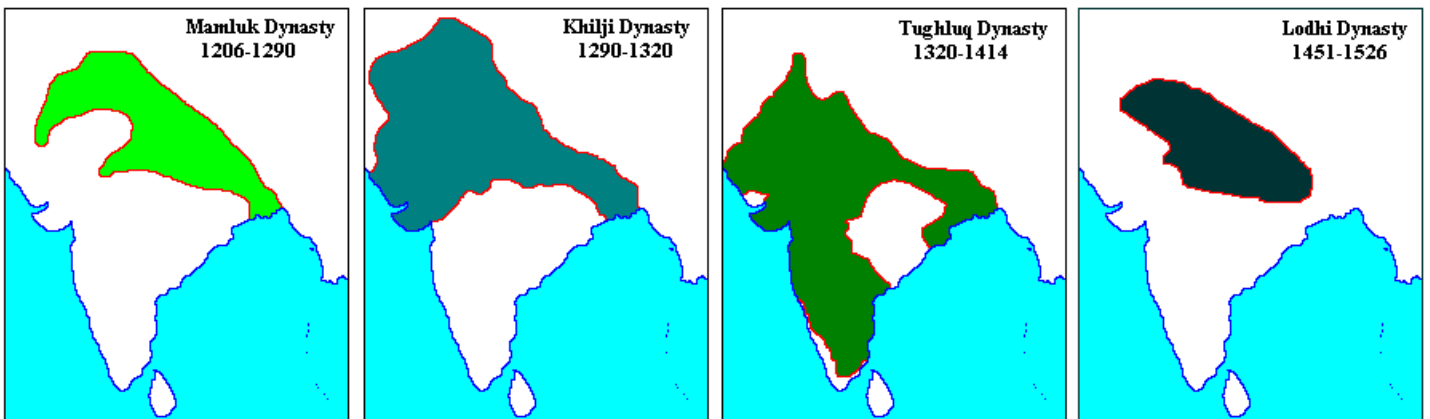 Mamluk Dynasty
1206-1290
Khilji Dynasty
1290-1320
Tughluq Dynasty
1320-1414
Lodhi Dynasty
1451-1526